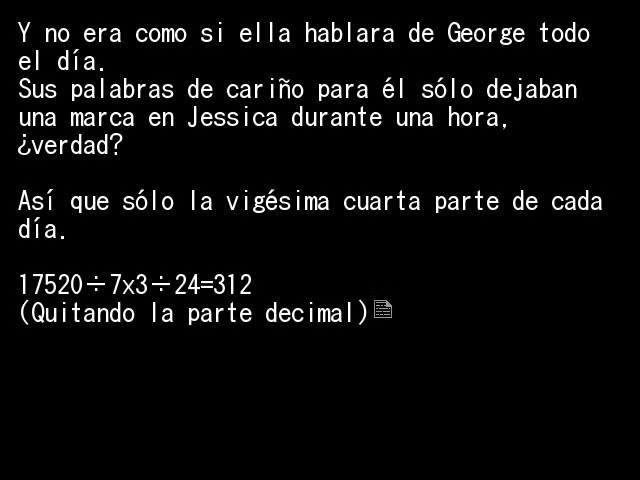 Y no era como si ella hablara de George todo
el día.
Sus palabras de cariño para él sólo dejaban
una marca en Jessica durante una hora,
¿verdad?
Así que sólo la vigésima cuarta parte de cada
día.
17520÷7x3÷24=312
(Quitando la parte decimal)